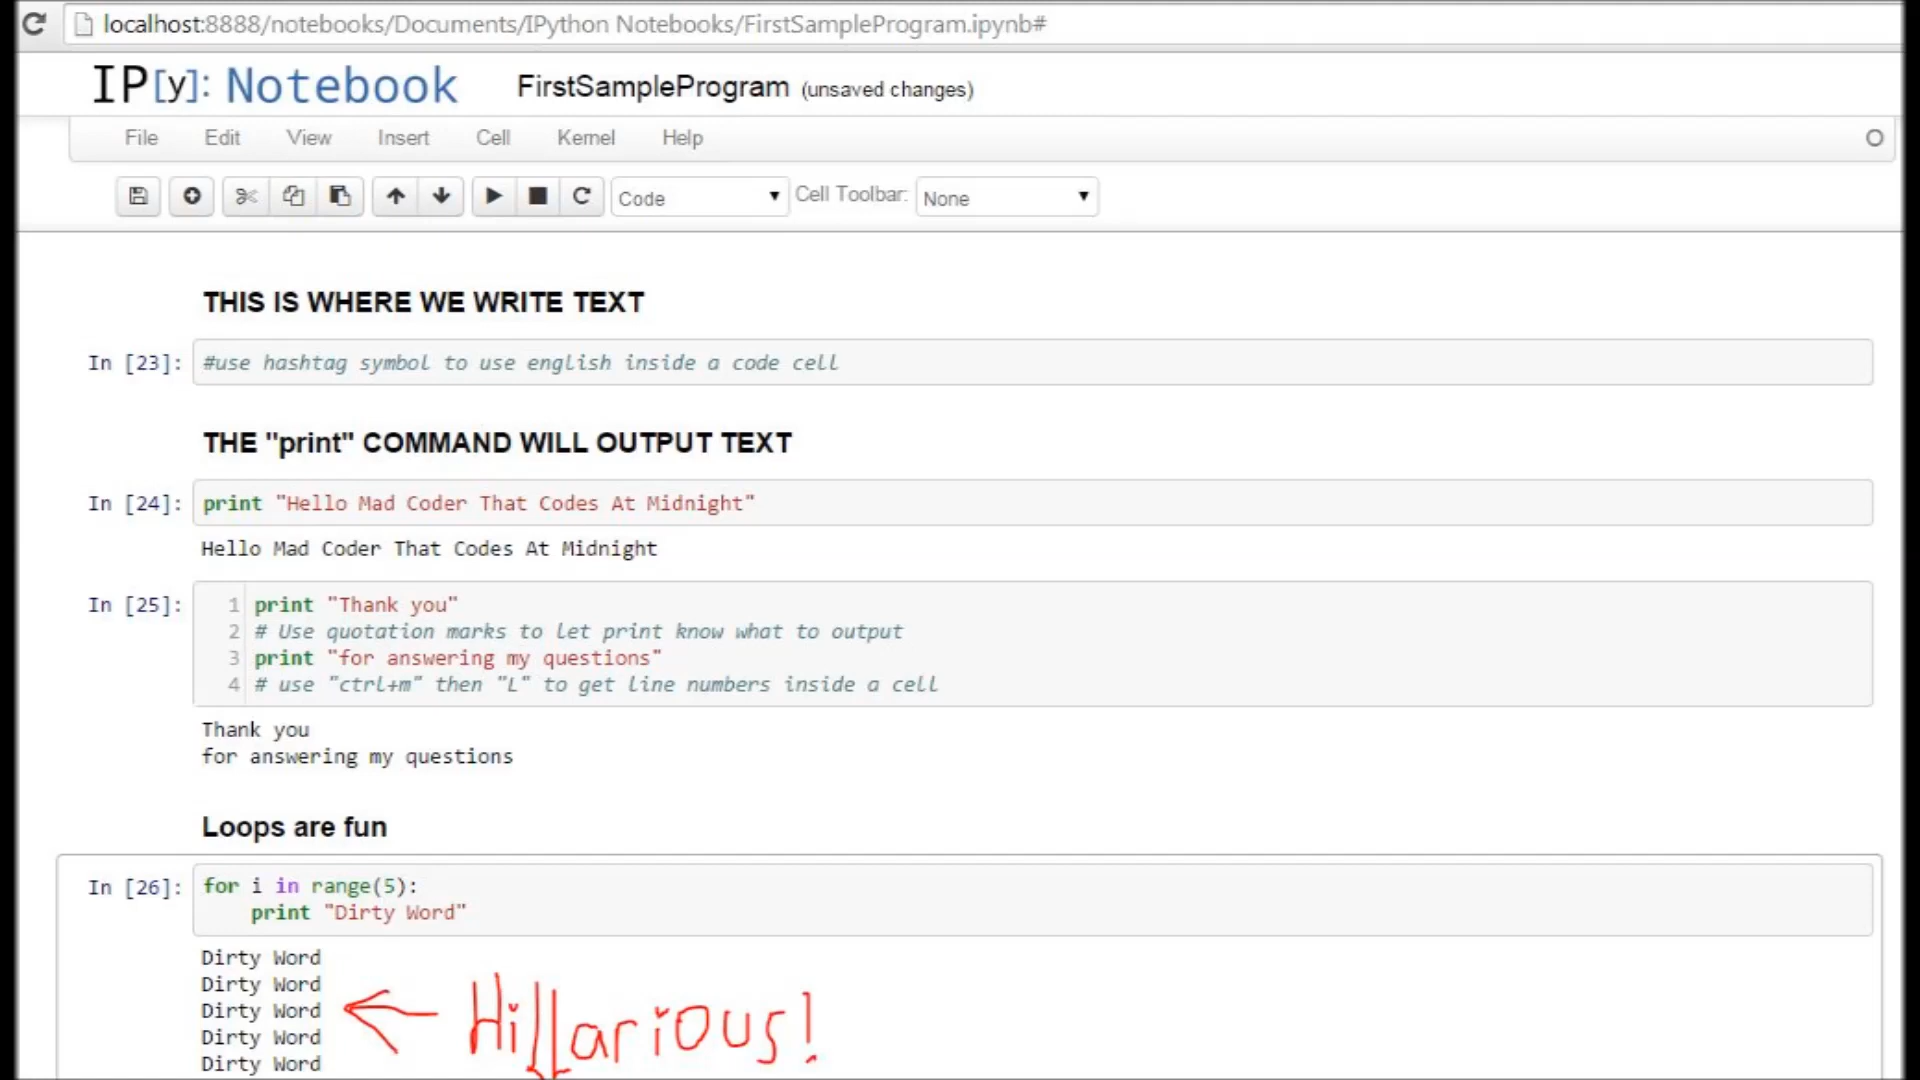 localhost:8888/notebooks/Documents/IPython Notebooks/FirstSampleProgram.ipynb#
IP[y]: Notebook FirstSampleProgram (unsaved changes)
File Edit View Insert Cell Kernel Help
Code Cell Toolbar: None
THIS IS WHERE WE WRITE TEXT
In [23]: #use hashtag symbol to use english inside a code cell
THE "print" COMMAND WILL OUTPUT TEXT
In [24]: print "Hello Mad Coder That Codes At Midnight"
Hello Mad Coder That Codes At Midnight
In [25]: 1 print "Thank you"
2 # Use quotation marks to let print know what to output
3 print "for answering my questions"
4 # use "ctrl+m" then "L" to get line numbers inside a cell
Thank you
for answering my questions
Loops are fun
In [26]: for i in range(5):
print "Dirty Word"
Dirty Word
Dirty Word
Dirty Word
Dirty Word
Dirty Word
Hillarious!